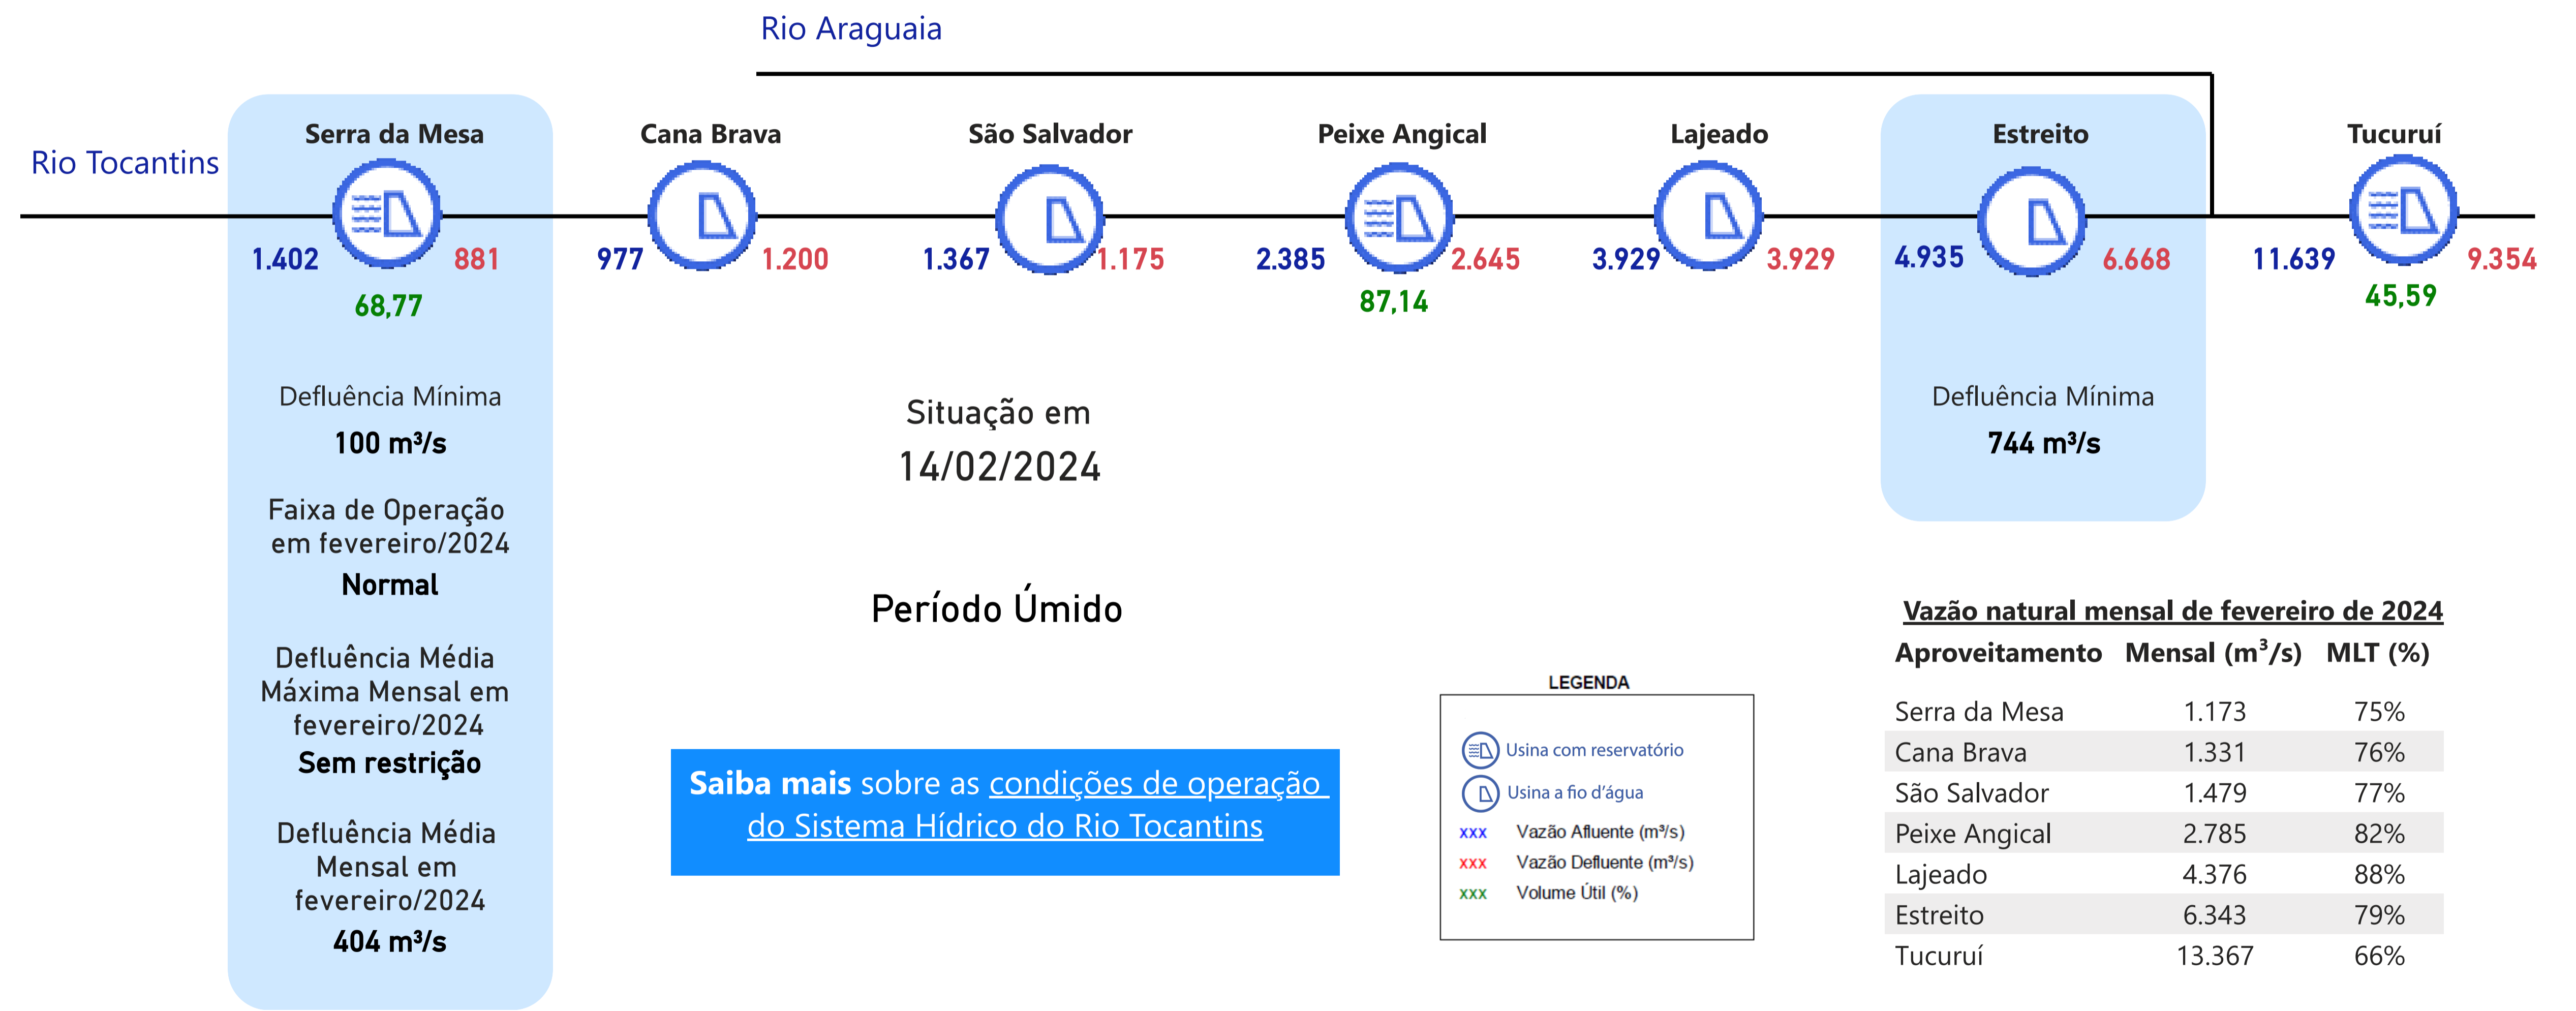 Rio Araguaia
Rio Tocantins
Serra da Mesa
1.402
881
68,77
Cana Brava
977
1.200
São Salvador
1.367
1.175
Peixe Angical
2.385
2.645
87,14
Lajeado
3.929
3.929
Estreito
4.935
6.668
Tucuruí
11.639
9.354
45,59
Defluência Mínima
100 m³/s
Faixa de Operação
em fevereiro/2024
Normal
Defluência Média
Máxima Mensal em
fevereiro/2024
Sem restrição
Defluência Média
Mensal em
fevereiro/2024
404 m³/s
Situação em
14/02/2024
Período Úmido
Saiba mais sobre as condições de operação
do Sistema Hídrico do Rio Tocantins
Defluência Mínima
744 m³/s
LEGENDA
Usina com reservatório
Usina a fio d'água
xxx Vazão Afluente (m³/s)
xxx Vazão Defluente (m³/s)
xxx Volume Útil (%)
Vazão natural mensal de fevereiro de 2024
Aproveitamento Mensal (m³/s) MLT (%)
Serra da Mesa 1.173 75%
Cana Brava 1.331 76%
São Salvador 1.479 77%
Peixe Angical 2.785 82%
Lajeado 4.376 88%
Estreito 6.343 79%
Tucuruí 13.367 66%